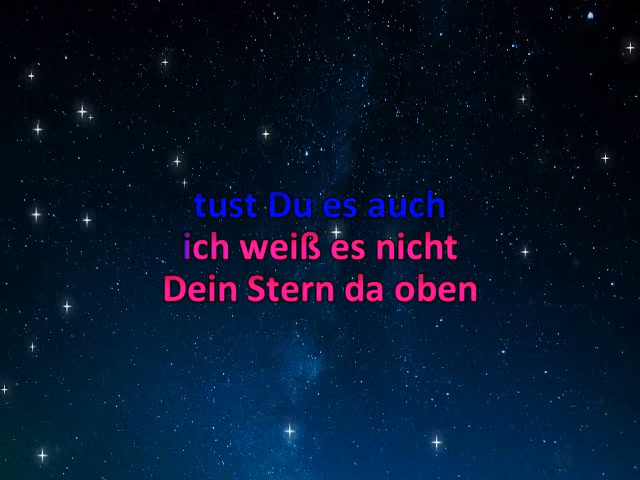 tust Du es auch
ich weiß es nicht
Dein Stern da oben